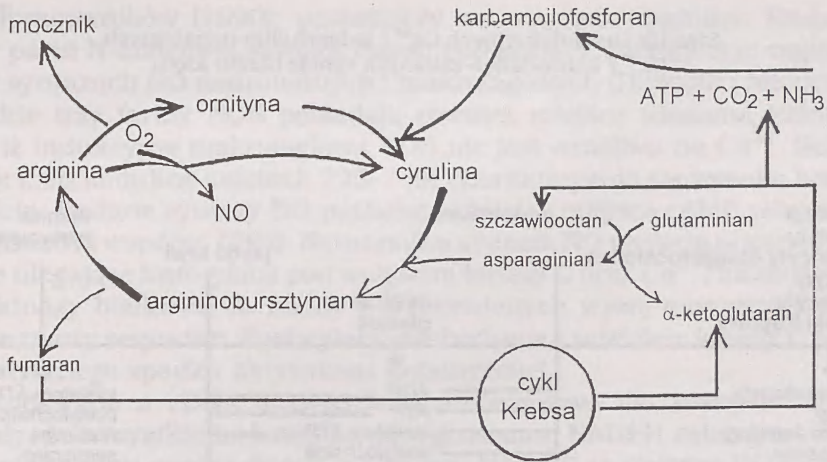 mocznik
karbamoilofosforan
ornityna
ATP + CO₂ + NH₃
O₂
arginina
cyrulina
NO
szczawiooctan
glutaminian
asparaginian
argininobursztynian
α-ketoglutaran
fumaran
cykl
Krebsa